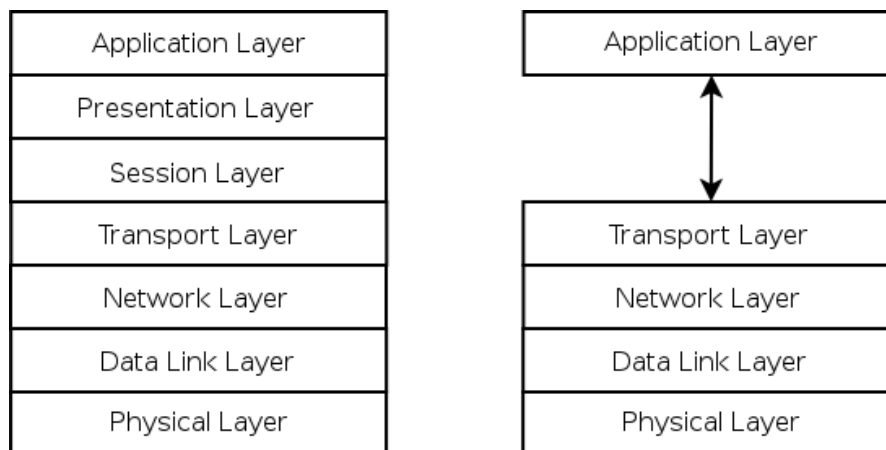 Application Layer
Presentation Layer
Session Layer
Transport Layer
Network Layer
Data Link Layer
Physical Layer
Application Layer
Transport Layer
Network Layer
Data Link Layer
Physical Layer